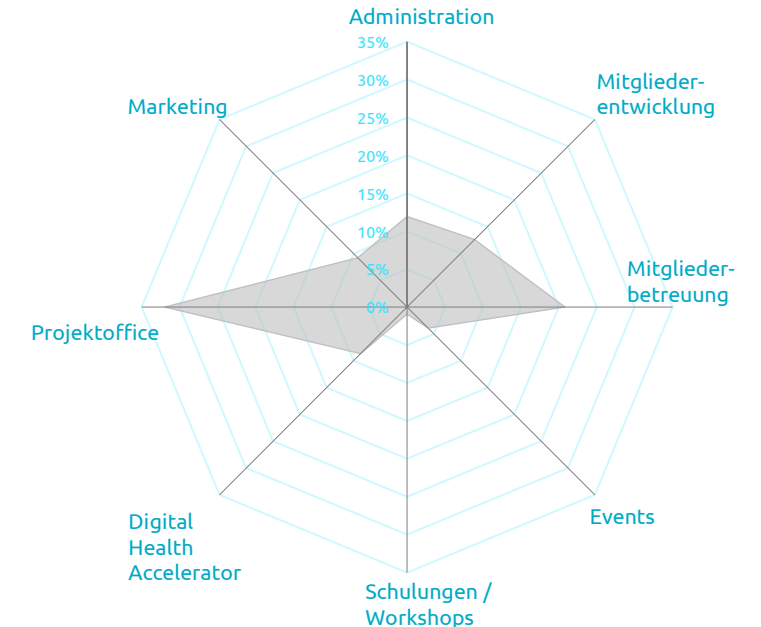 Administration
35%
30%
25%
20%
15%
10%
5%
0%
Mitglieder-
entwicklung
Marketing
Mitglieder-
betreuung
Projektoffice
Events
Digital
Health
Accelerator
Schulungen /
Workshops